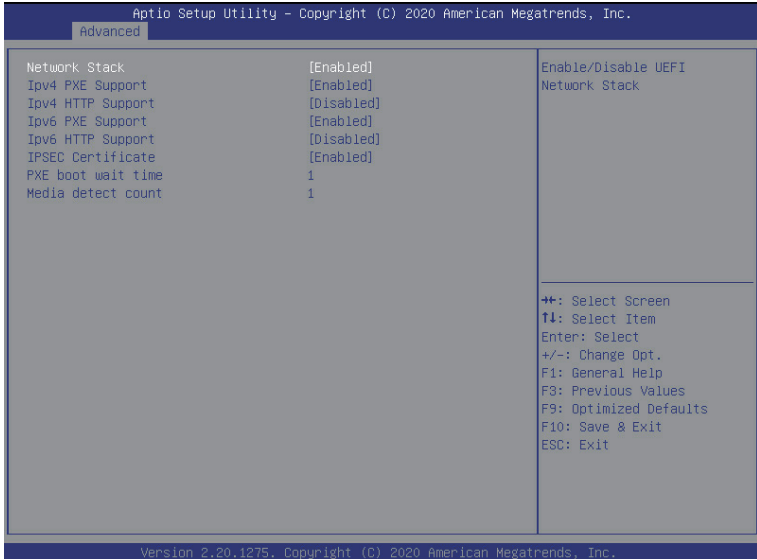 Aptio Setup Utility – Copyright (C) 2020 American Megatrends, Inc.
Advanced
Network Stack [Enabled]
Ipv4 PXE Support [Enabled]
Ipv4 HTTP Support [Disabled]
Ipv6 PXE Support [Enabled]
Ipv6 HTTP Support [Disabled]
IPSEC Certificate [Enabled]
PXE boot wait time 1
Media detect count 1
Enable/Disable UEFI
Network Stack
→←: Select Screen
↑↓: Select Item
Enter: Select
+/-: Change Opt.
F1: General Help
F3: Previous Values
F9: Optimized Defaults
F10: Save & Exit
ESC: Exit
Version 2.20.1275. Copyright (C) 2020 American Megatrends, Inc.